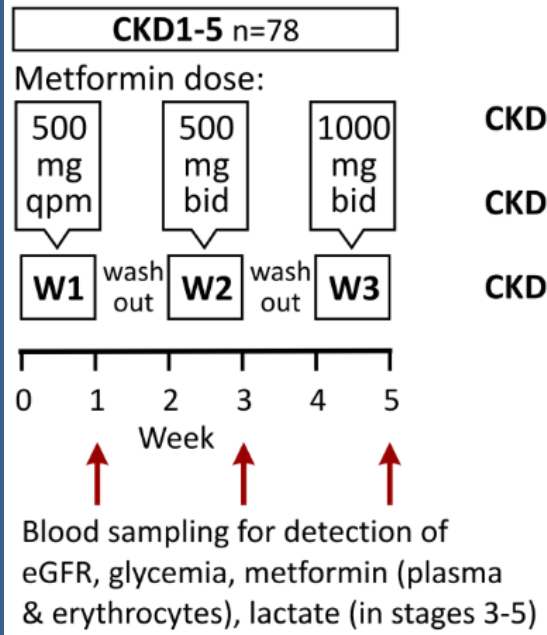 CKD1-5 n=78
Metformin dose:
500 mg qpm
500 mg bid
1000 mg bid
CKD
CKD
CKD
W1
wash out
W2
wash out
W3
0 1 2 3 4 5
Week
Blood sampling for detection of
eGFR, glycemia, metformin (plasma
& erythrocytes), lactate (in stages 3-5)